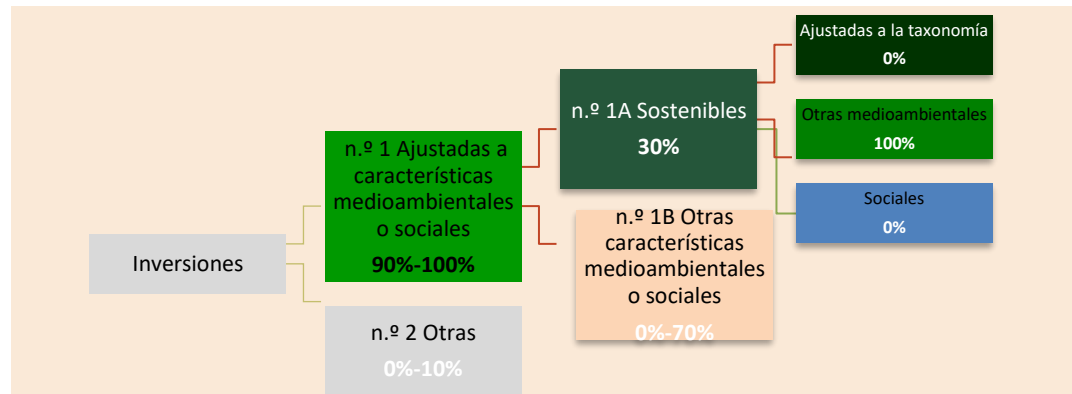 Inversiones
n.º 1 Ajustadas a
características
medioambientales
o sociales
90%-100%
n.º 2 Otras
0%-10%
n.º 1A Sostenibles
30%
n.º 1B Otras
características
medioambientales
o sociales
0%-70%
Ajustadas a la taxonomía
0%
Otras medioambientales
100%
Sociales
0%